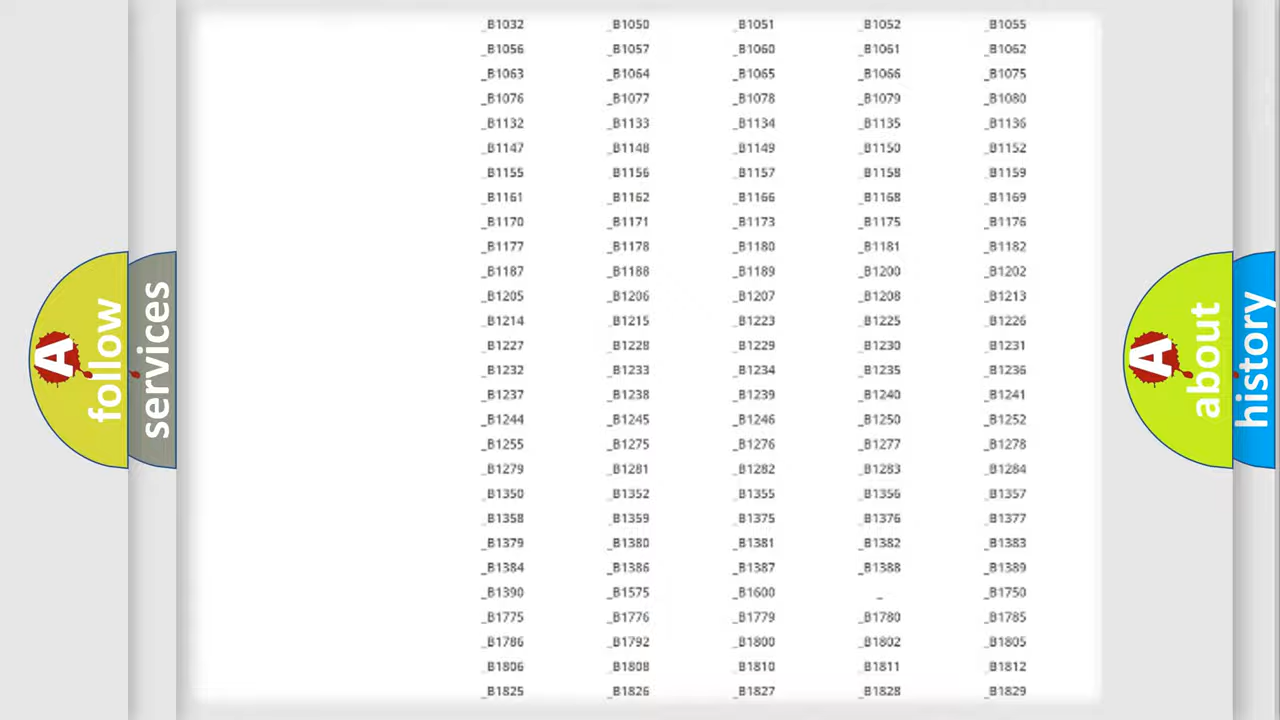 _B1032 _B1050 _B1051 _B1052 _B1055
_B1056 _B1057 _B1060 _B1061 _B1062
_B1063 _B1064 _B1065 _B1066 _B1075
_B1076 _B1077 _B1078 _B1079 _B1080
_B1132 _B1133 _B1134 _B1135 _B1136
_B1147 _B1148 _B1149 _B1150 _B1152
_B1155 _B1156 _B1157 _B1158 _B1159
_B1161 _B1162 _B1166 _B1168 _B1169
_B1170 _B1171 _B1173 _B1175 _B1176
_B1177 _B1178 _B1180 _B1181 _B1182
_B1187 _B1188 _B1189 _B1200 _B1202
_B1205 _B1206 _B1207 _B1208 _B1213
_B1214 _B1215 _B1223 _B1225 _B1226
_B1227 _B1228 _B1229 _B1230 _B1231
_B1232 _B1233 _B1234 _B1235 _B1236
_B1237 _B1238 _B1239 _B1240 _B1241
_B1244 _B1245 _B1246 _B1250 _B1252
_B1255 _B1275 _B1276 _B1277 _B1278
_B1279 _B1281 _B1282 _B1283 _B1284
_B1350 _B1352 _B1355 _B1356 _B1357
_B1358 _B1359 _B1375 _B1376 _B1377
_B1379 _B1380 _B1381 _B1382 _B1383
_B1384 _B1386 _B1387 _B1388 _B1389
_B1390 _B1575 _B1600 _ _B1750
_B1775 _B1776 _B1779 _B1780 _B1785
_B1786 _B1792 _B1800 _B1802 _B1805
_B1806 _B1808 _B1810 _B1811 _B1812
_B1825 _B1826 _B1827 _B1828 _B1829
A
follow
services
A
about
history